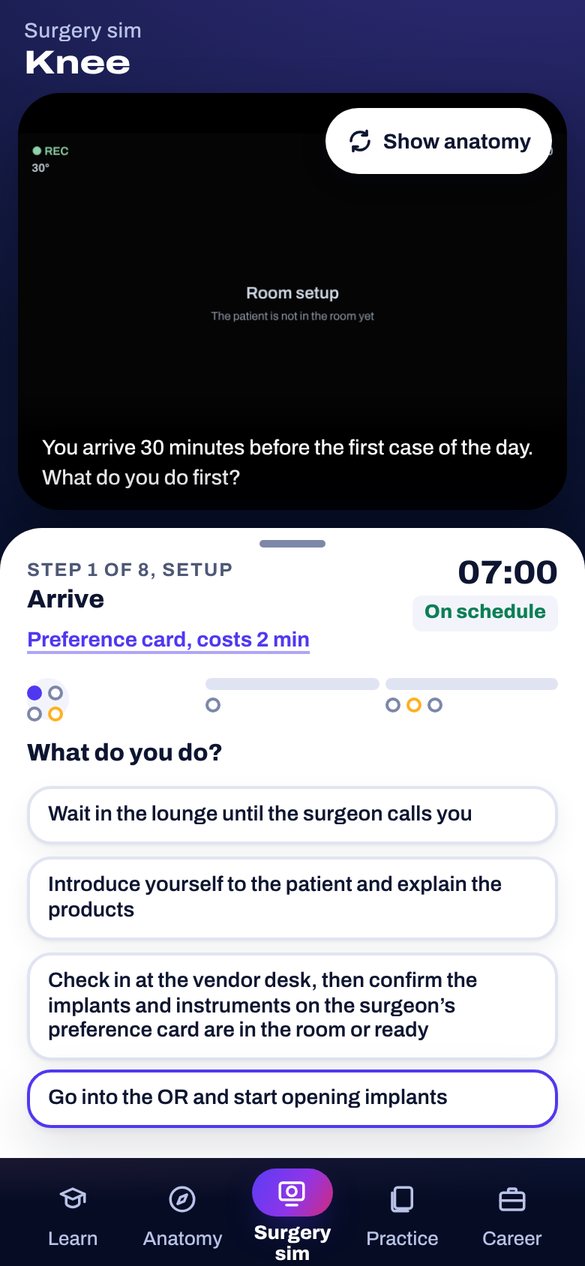 Surgery sim
Knee
Show anatomy
REC
30°
Room setup
The patient is not in the room yet
You arrive 30 minutes before the first case of the day.
What do you do first?
STEP 1 OF 8, SETUP
07:00
Arrive
On schedule
Preference card, costs 2 min
What do you do?
Wait in the lounge until the surgeon calls you
Introduce yourself to the patient and explain the
products
Check in at the vendor desk, then confirm the
implants and instruments on the surgeon’s
preference card are in the room or ready
Go into the OR and start opening implants
Learn
Anatomy
Surgery
sim
Practice
Career